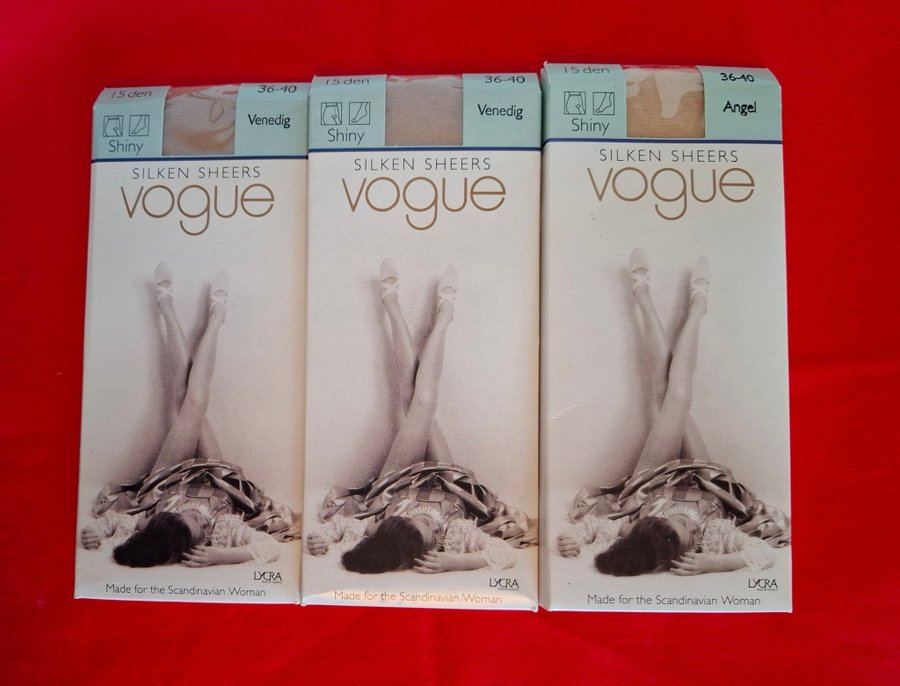 15 den
36-40
Venedig
Shiny
SILKEN SHEERS
vogue
LYCRA
Made for the Scandinavian Woman
15 den
36-40
Venedig
Shiny
SILKEN SHEERS
vogue
LYCRA
Made for the Scandinavian Woman
15 den
36-40
Angel
Shiny
SILKEN SHEERS
vogue
LYCRA
Made for the Scandinavian Woman